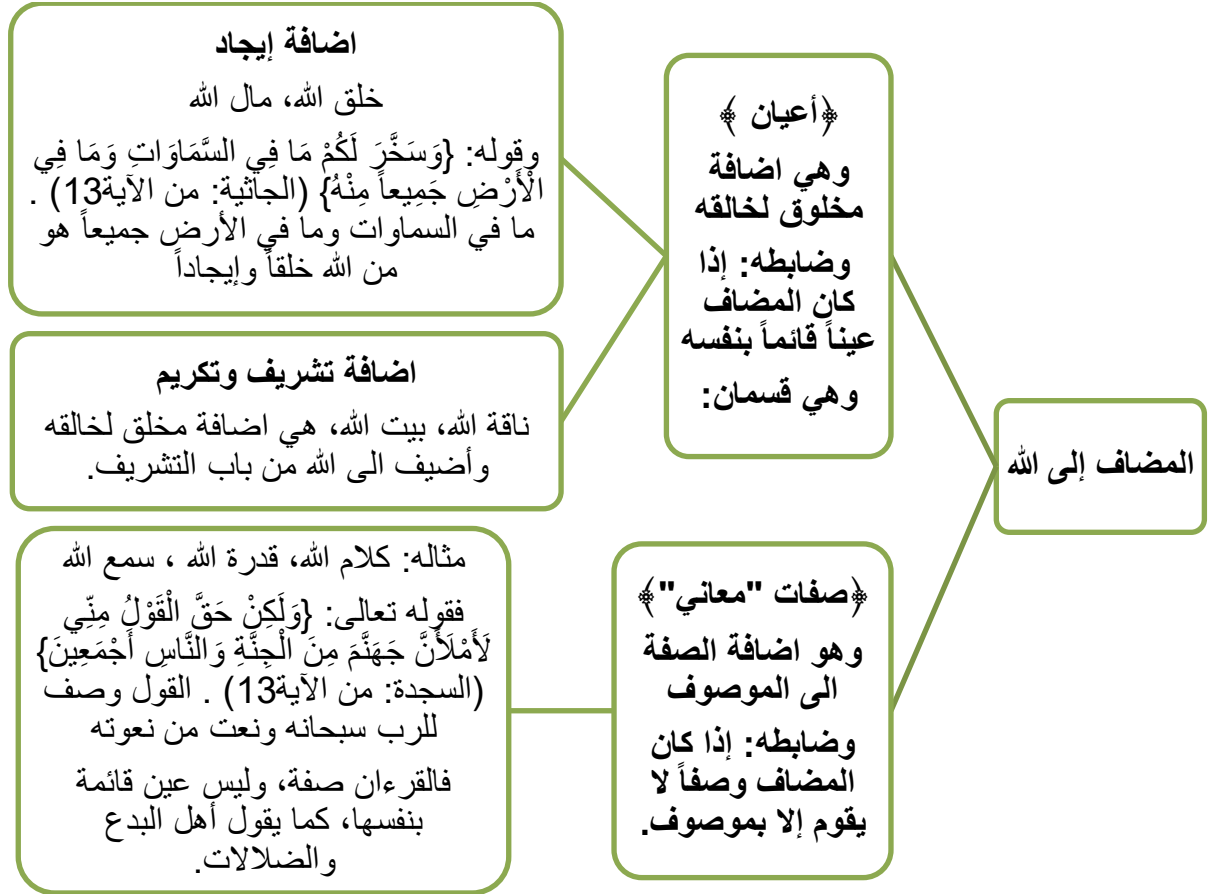 المضاف إلى الله
﴿أعيان ﴾
وهي اضافة
مخلوق لخالقه
وضابطه: إذا
كان المضاف
عيناً قائماً بنفسه
وهي قسمان:
اضافة إيجاد
خلق الله، مال الله
وقوله: {وَسَخَّرَ لَكُمْ مَا فِي السَّمَاوَاتِ وَمَا فِي
الْأَرْضِ جَمِيعاً مِنْهُ} (الجاثية: من الآية13) .
ما في السماوات وما في الأرض جميعاً هو
من الله خلقاً وإيجاداً
اضافة تشريف وتكريم
ناقة الله، بيت الله، هي اضافة مخلق لخالقه
وأضيف الى الله من باب التشريف.
﴿صفات "معاني"﴾
وهو اضافة الصفة
الى الموصوف
وضابطه: إذا كان
المضاف وصفاً لا
يقوم إلا بموصوف.
مثاله: كلام الله، قدرة الله ، سمع الله
فقوله تعالى: {وَلَكِنْ حَقَّ الْقَوْلُ مِنِّي
لَأَمْلَأَنَّ جَهَنَّمَ مِنَ الْجِنَّةِ وَالنَّاسِ أَجْمَعِينَ}
(السجدة: من الآية13) . القول وصف
للرب سبحانه ونعت من نعوته
فالقرءان صفة، وليس عين قائمة
بنفسها، كما يقول أهل البدع
والضلالات.